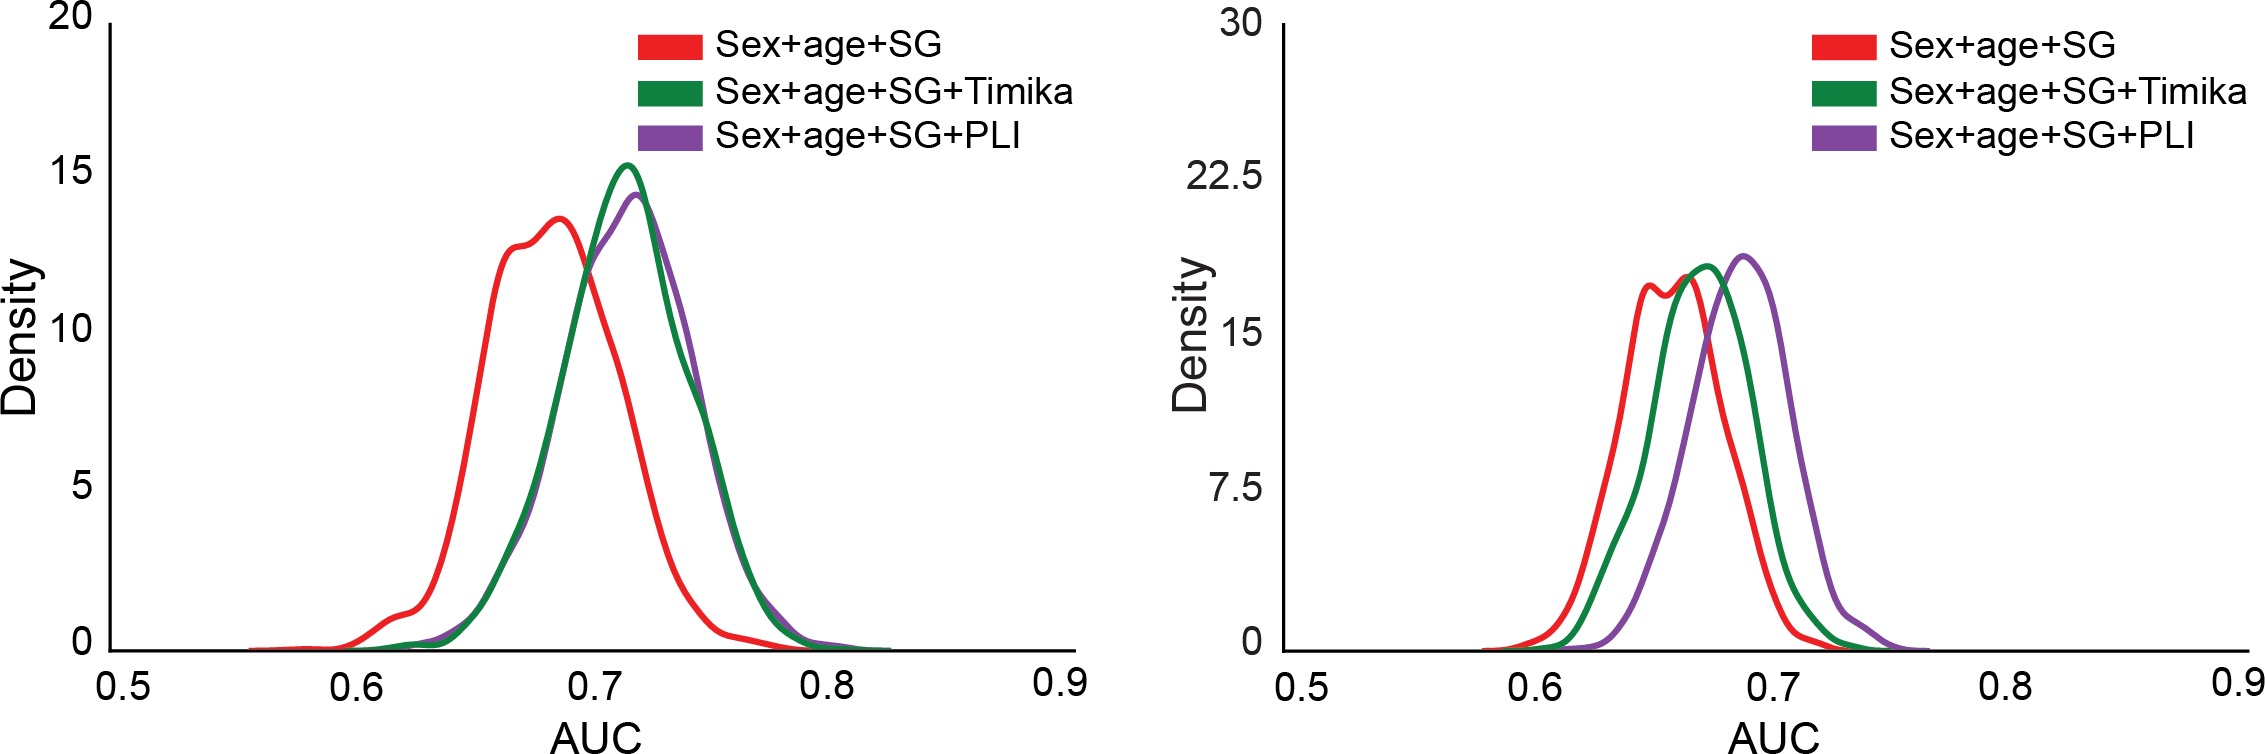 20
15
10
5
0
Density
0.5 0.6 0.7 0.8 0.9
AUC
Sex+age+SG
Sex+age+SG+Timika
Sex+age+SG+PLI
30
22.5
15
7.5
0
Density
0.5 0.6 0.7 0.8 0.9
AUC
Sex+age+SG
Sex+age+SG+Timika
Sex+age+SG+PLI